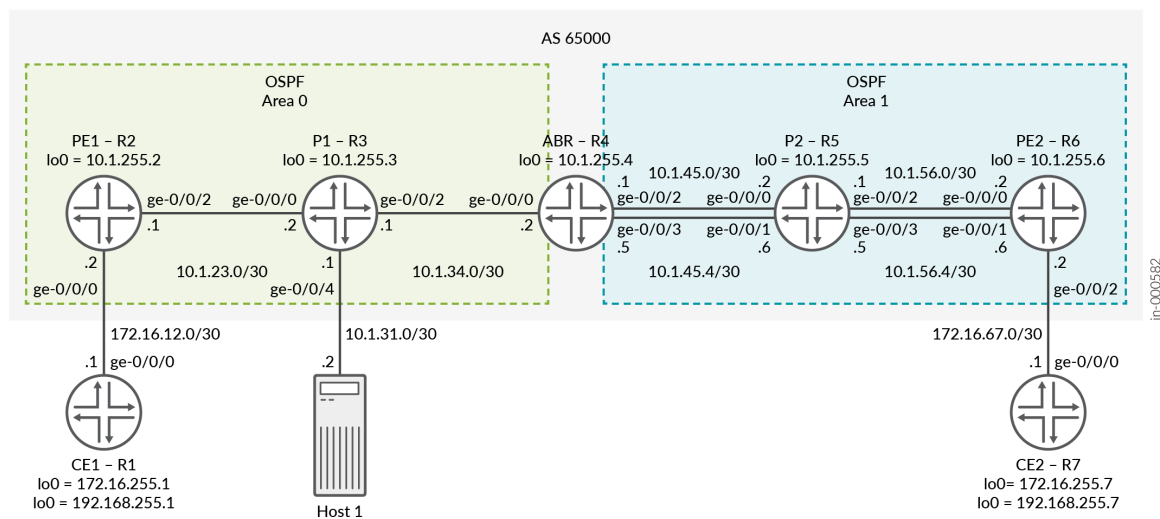 AS 65000
OSPF
Area 0
OSPF
Area 1
PE1 – R2
lo0 = 10.1.255.2
P1 – R3
lo0 = 10.1.255.3
ABR – R4
lo0 = 10.1.255.4
P2 – R5
lo0 = 10.1.255.5
PE2 – R6
lo0 = 10.1.255.6
ge-0/0/2
.1
ge-0/0/0
.2
ge-0/0/2
.1
ge-0/0/0
.2
.1
10.1.45.0/30
.2
ge-0/0/2
ge-0/0/0
ge-0/0/3
ge-0/0/1
.5
.6
10.1.45.4/30
.1
10.1.56.0/30
.2
ge-0/0/2
ge-0/0/0
ge-0/0/3
ge-0/0/1
.5
.6
10.1.56.4/30
.2
10.1.23.0/30
ge-0/0/0
.1
10.1.34.0/30
ge-0/0/4
.2
ge-0/0/2
172.16.12.0/30
10.1.31.0/30
172.16.67.0/30
.1
ge-0/0/0
.2
.1
ge-0/0/0
CE1 – R1
lo0 = 172.16.255.1
lo0 = 192.168.255.1
Host 1
CE2 – R7
lo0= 172.16.255.7
lo0 = 192.168.255.7
jn-000582